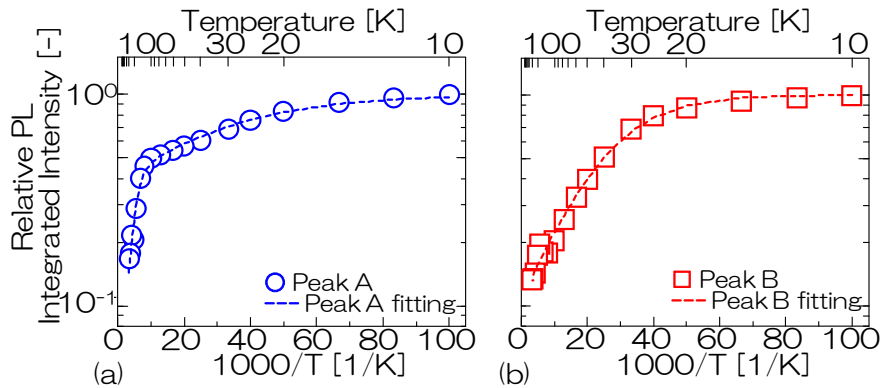 Temperature [K]
100 30 20 10
Relative PL
Integrated Intensity [-]
10⁰
10⁻¹
Peak A
Peak A fitting
0 20 40 60 80 100
1000/T [1/K]
(a)
Temperature [K]
100 30 20 10
Peak B
Peak B fitting
0 20 40 60 80 100
1000/T [1/K]
(b)